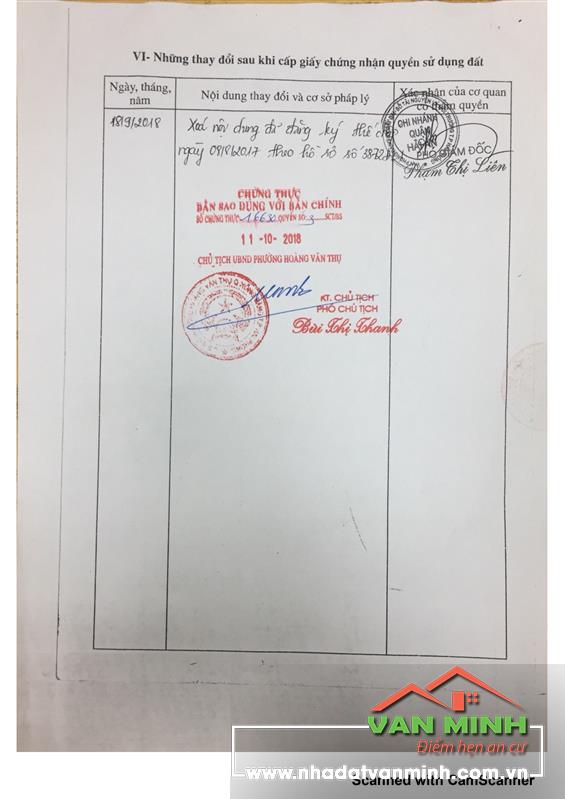 VI- Những thay đổi sau khi cấp giấy chứng nhận quyền sử dụng đất
Ngày, tháng, năm
Nội dung thay đổi và cơ sở pháp lý
Xác nhận của cơ quan có thẩm quyền
18/9/2018
Xoá nội dung đã đăng ký thế chấp
ngày 08/8/2017 theo hồ sơ số
CHI NHÁNH
QUẬN
PHÓ GIÁM ĐỐC
Phạm Thị Liên
CHỨNG THỰC
BẢN SAO ĐÚNG VỚI BẢN CHÍNH
SỐ CHỨNG THỰC 16630 QUYỂN SỐ: 3 SCT/BS
11 -10- 2018
CHỦ TỊCH UBND PHƯỜNG HOÀNG VĂN THỤ
KT. CHỦ TỊCH
PHÓ CHỦ TỊCH
Bùi Thị Thanh
VAN MINH
Điểm hẹn an cư
www.nhadatvanminh.com.vn
Scanned with CamScanner